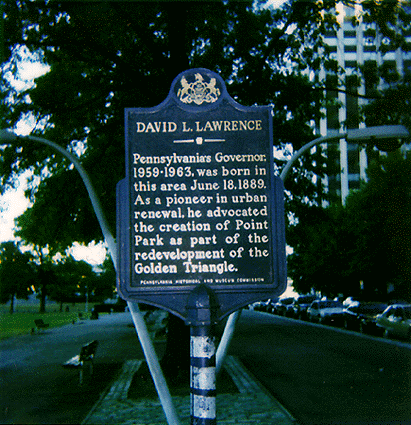 DAVID L. LAWRENCE
Pennsylvania's Governor,
1959-1963, was born in
this area June 18, 1889.
As a pioneer in urban
renewal, he advocated
the creation of Point
Park as part of the
redevelopment of the
Golden Triangle.
PENNSYLVANIA HISTORICAL AND MUSEUM COMMISSION